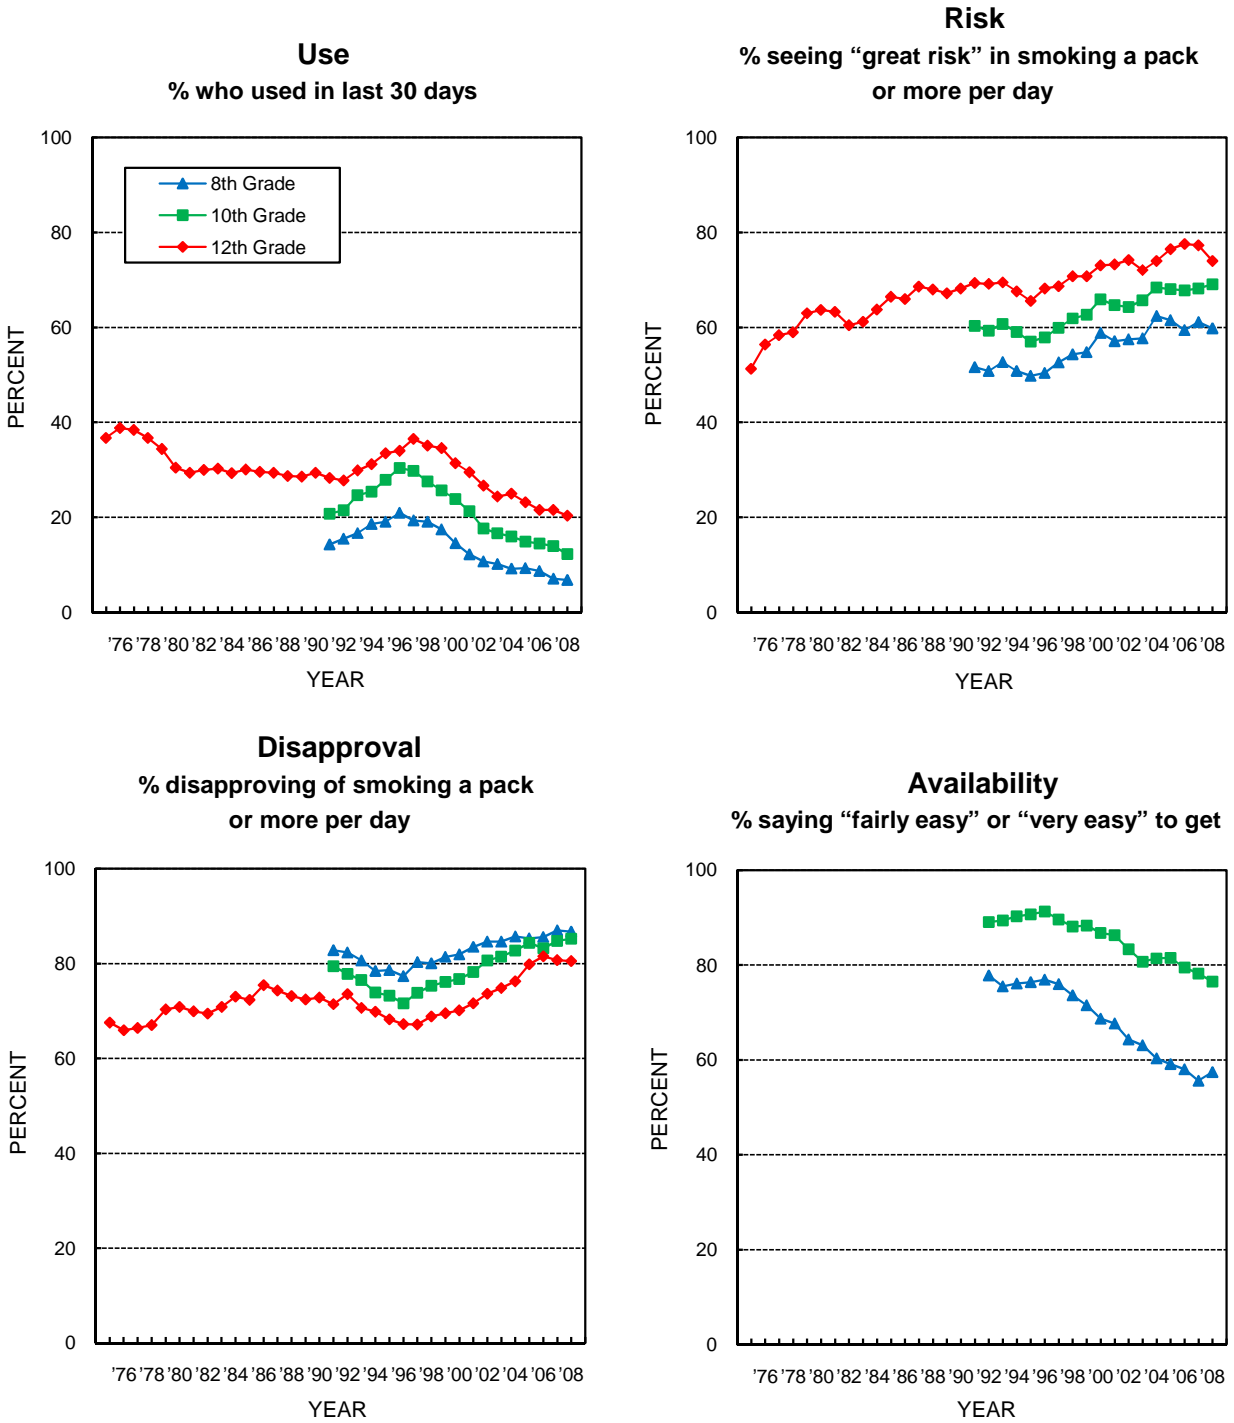 Use
% who used in last 30 days
100
80
60
40
20
0
PERCENT
8th Grade
10th Grade
12th Grade
’76 ’78 ’80 ’82 ’84 ’86 ’88 ’90 ’92 ’94 ’96 ’98 ’00 ’02 ’04 ’06 ’08
YEAR
Risk
% seeing “great risk” in smoking a pack
or more per day
100
80
60
40
20
0
PERCENT
’76 ’78 ’80 ’82 ’84 ’86 ’88 ’90 ’92 ’94 ’96 ’98 ’00 ’02 ’04 ’06 ’08
YEAR
Disapproval
% disapproving of smoking a pack
or more per day
100
80
60
40
20
0
PERCENT
’76 ’78 ’80 ’82 ’84 ’86 ’88 ’90 ’92 ’94 ’96 ’98 ’00 ’02 ’04 ’06 ’08
YEAR
Availability
% saying “fairly easy” or “very easy” to get
100
80
60
40
20
0
PERCENT
’76 ’78 ’80 ’82 ’84 ’86 ’88 ’90 ’92 ’94 ’96 ’98 ’00 ’02 ’04 ’06 ’08
YEAR